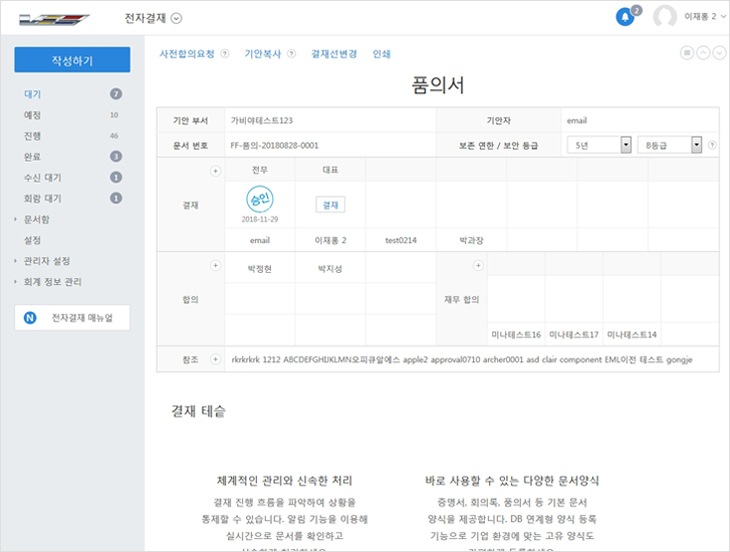 전자결재
2
이재홍 2
작성하기
사전합의요청 ? 기안복사 ? 결재선변경 인쇄
대기 7
예정 10
진행 46
완료 3
수신 대기 1
회람 대기 1
문서함
설정
관리자 설정
회계 정보 관리
N 전자결재 매뉴얼
품의서
기안 부서 가비야테스트123 기안자 email
문서 번호 FF-품의-20180828-0001 보존 연한 / 보안 등급 5년 B등급 ?
전무 대표
결재 승인 결재
2018-11-29
email 이재홍 2 test0214 박과장
박정현 박지성
합의 재무 합의
미나테스트16 미나테스트17 미나테스트14
참조 rkrkrkrk 1212 ABCDEFGHIJKLMN오피큐알에스 apple2 approval0710 archer0001 asd clair component EML이전 테스트 gongje
결재 테슽
체계적인 관리와 신속한 처리 바로 사용할 수 있는 다양한 문서양식
결재 진행 흐름을 파악하여 상황을 증명서, 회의록, 품의서 등 기본 문서
통제할 수 있습니다. 알림 기능을 이용해 양식을 제공합니다. DB 연계형 양식 등록
실시간으로 문서를 확인하고 기능으로 기업 환경에 맞는 고유 양식도